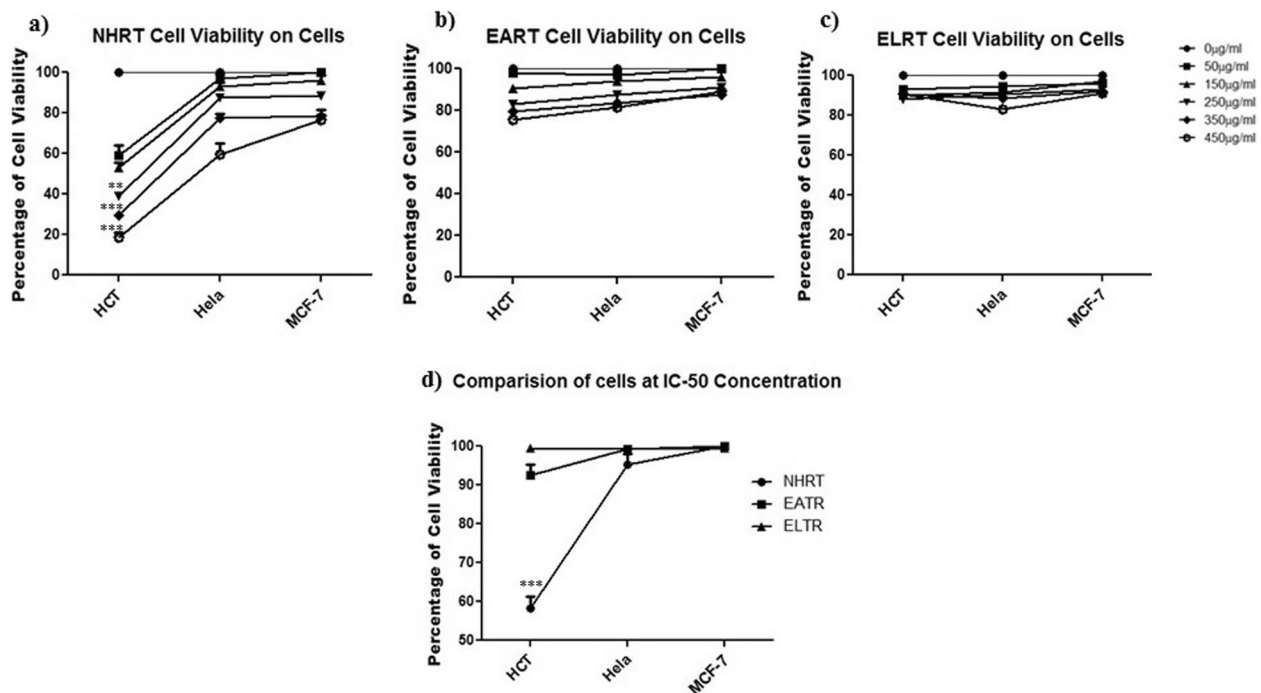 a)
NHRT Cell Viability on Cells
Percentage of Cell Viability
100
80
60
40
20
0
**
***
***
HCT
Hela
MCF-7
b)
EART Cell Viability on Cells
Percentage of Cell Viability
100
80
60
40
20
0
HCT
Hela
MCF-7
c)
ELRT Cell Viability on Cells
Percentage of Cell Viability
100
80
60
40
20
0
HCT
Hela
MCF-7
0µg/ml
50µg/ml
150µg/ml
250µg/ml
350µg/ml
450µg/ml
d) Comparision of cells at IC-50 Concentration
Percentage of Cell Viability
100
90
80
70
60
50
***
HCT
Hela
MCF-7
NHRT
EATR
ELTR